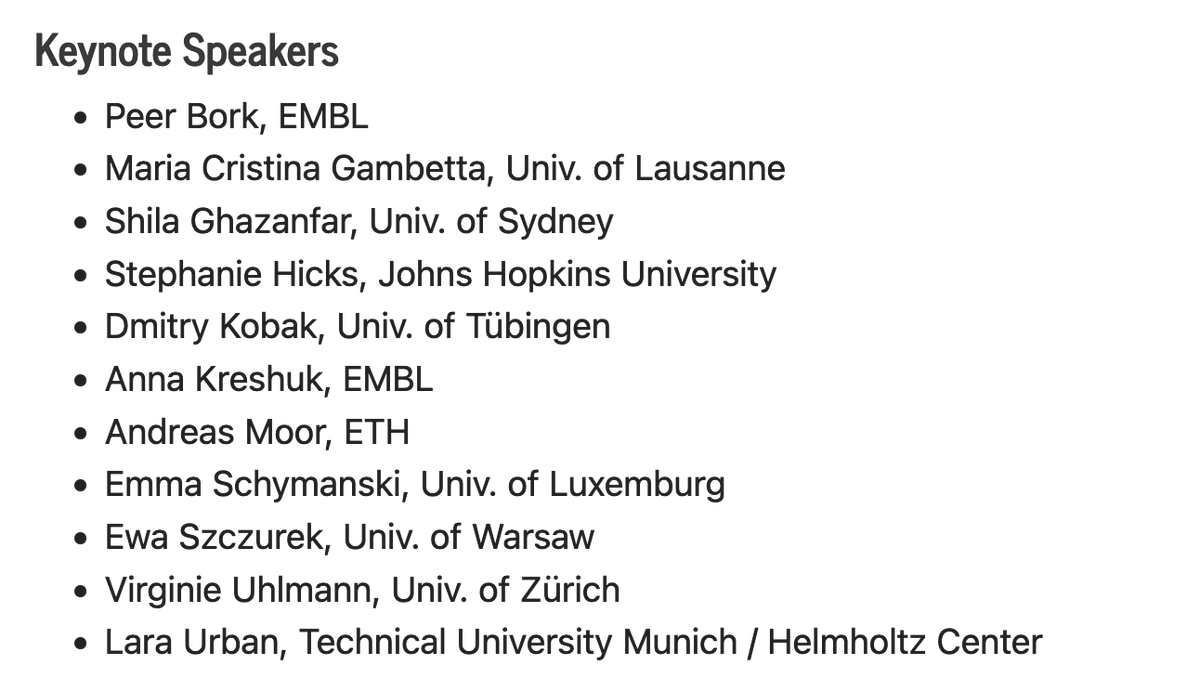 Keynote Speakers
• Peer Bork, EMBL
• Maria Cristina Gambetta, Univ. of Lausanne
• Shila Ghazanfar, Univ. of Sydney
• Stephanie Hicks, Johns Hopkins University
• Dmitry Kobak, Univ. of Tübingen
• Anna Kreshuk, EMBL
• Andreas Moor, ETH
• Emma Schymanski, Univ. of Luxemburg
• Ewa Szczurek, Univ. of Warsaw
• Virginie Uhlmann, Univ. of Zürich
• Lara Urban, Technical University Munich / Helmholtz Center